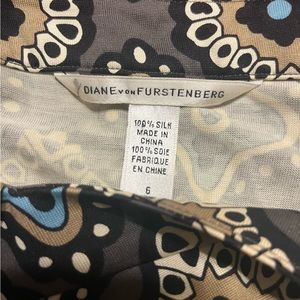 DIANE VON FURSTENBERG
100% SILK
MADE IN
CHINA
100% SOIE
FABRIQUE
EN CHINE
6